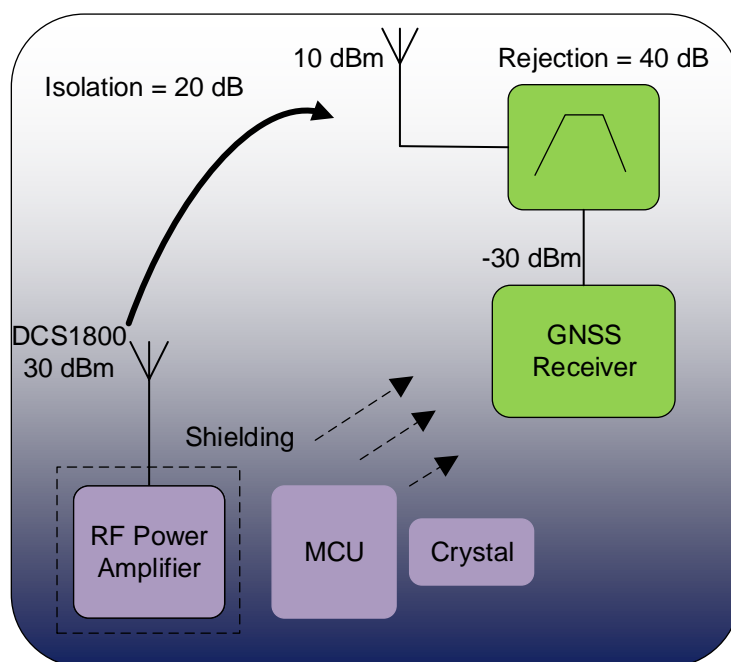 10 dBm
Rejection = 40 dB
Isolation = 20 dB
-30 dBm
GNSS
Receiver
DCS1800
30 dBm
Shielding
RF Power
Amplifier
MCU
Crystal